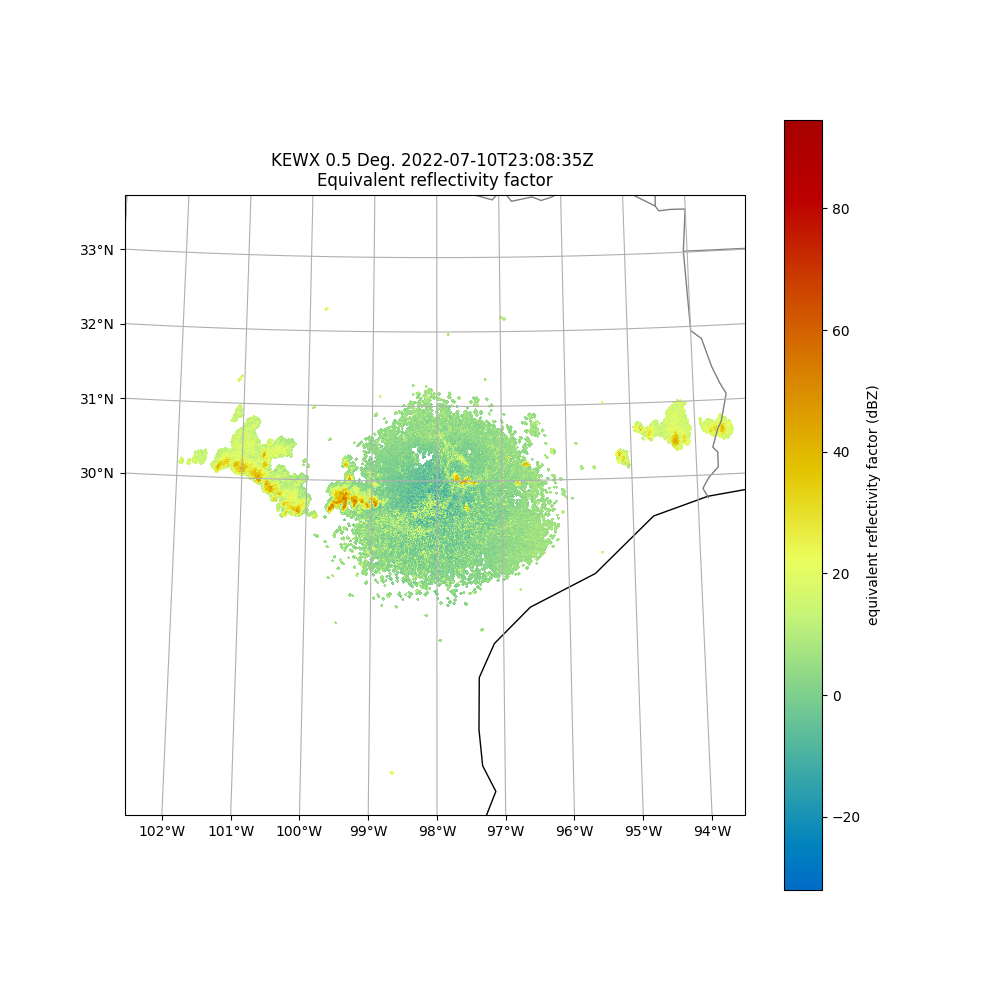 KEWX 0.5 Deg. 2022-07-10T23:08:35Z
Equivalent reflectivity factor
33°N
32°N
31°N
30°N
102°W 101°W 100°W 99°W 98°W 97°W 96°W 95°W 94°W
80
60
40
20
0
−20
equivalent reflectivity factor (dBZ)